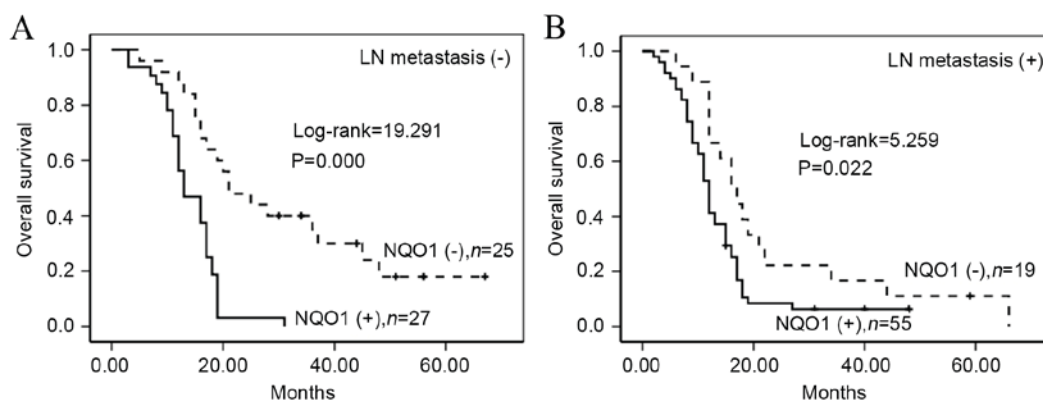 A
LN metastasis (-)
Log-rank=19.291
P=0.000
NQO1 (-),n=25
NQO1 (+),n=27
Overall survival
1.0
0.8
0.6
0.4
0.2
0.0
0.00 20.00 40.00 60.00
Months
B
LN metastasis (+)
Log-rank=5.259
P=0.022
NQO1 (-),n=19
NQO1 (+),n=55
Overall survival
1.0
0.8
0.6
0.4
0.2
0.0
0.00 20.00 40.00 60.00
Months